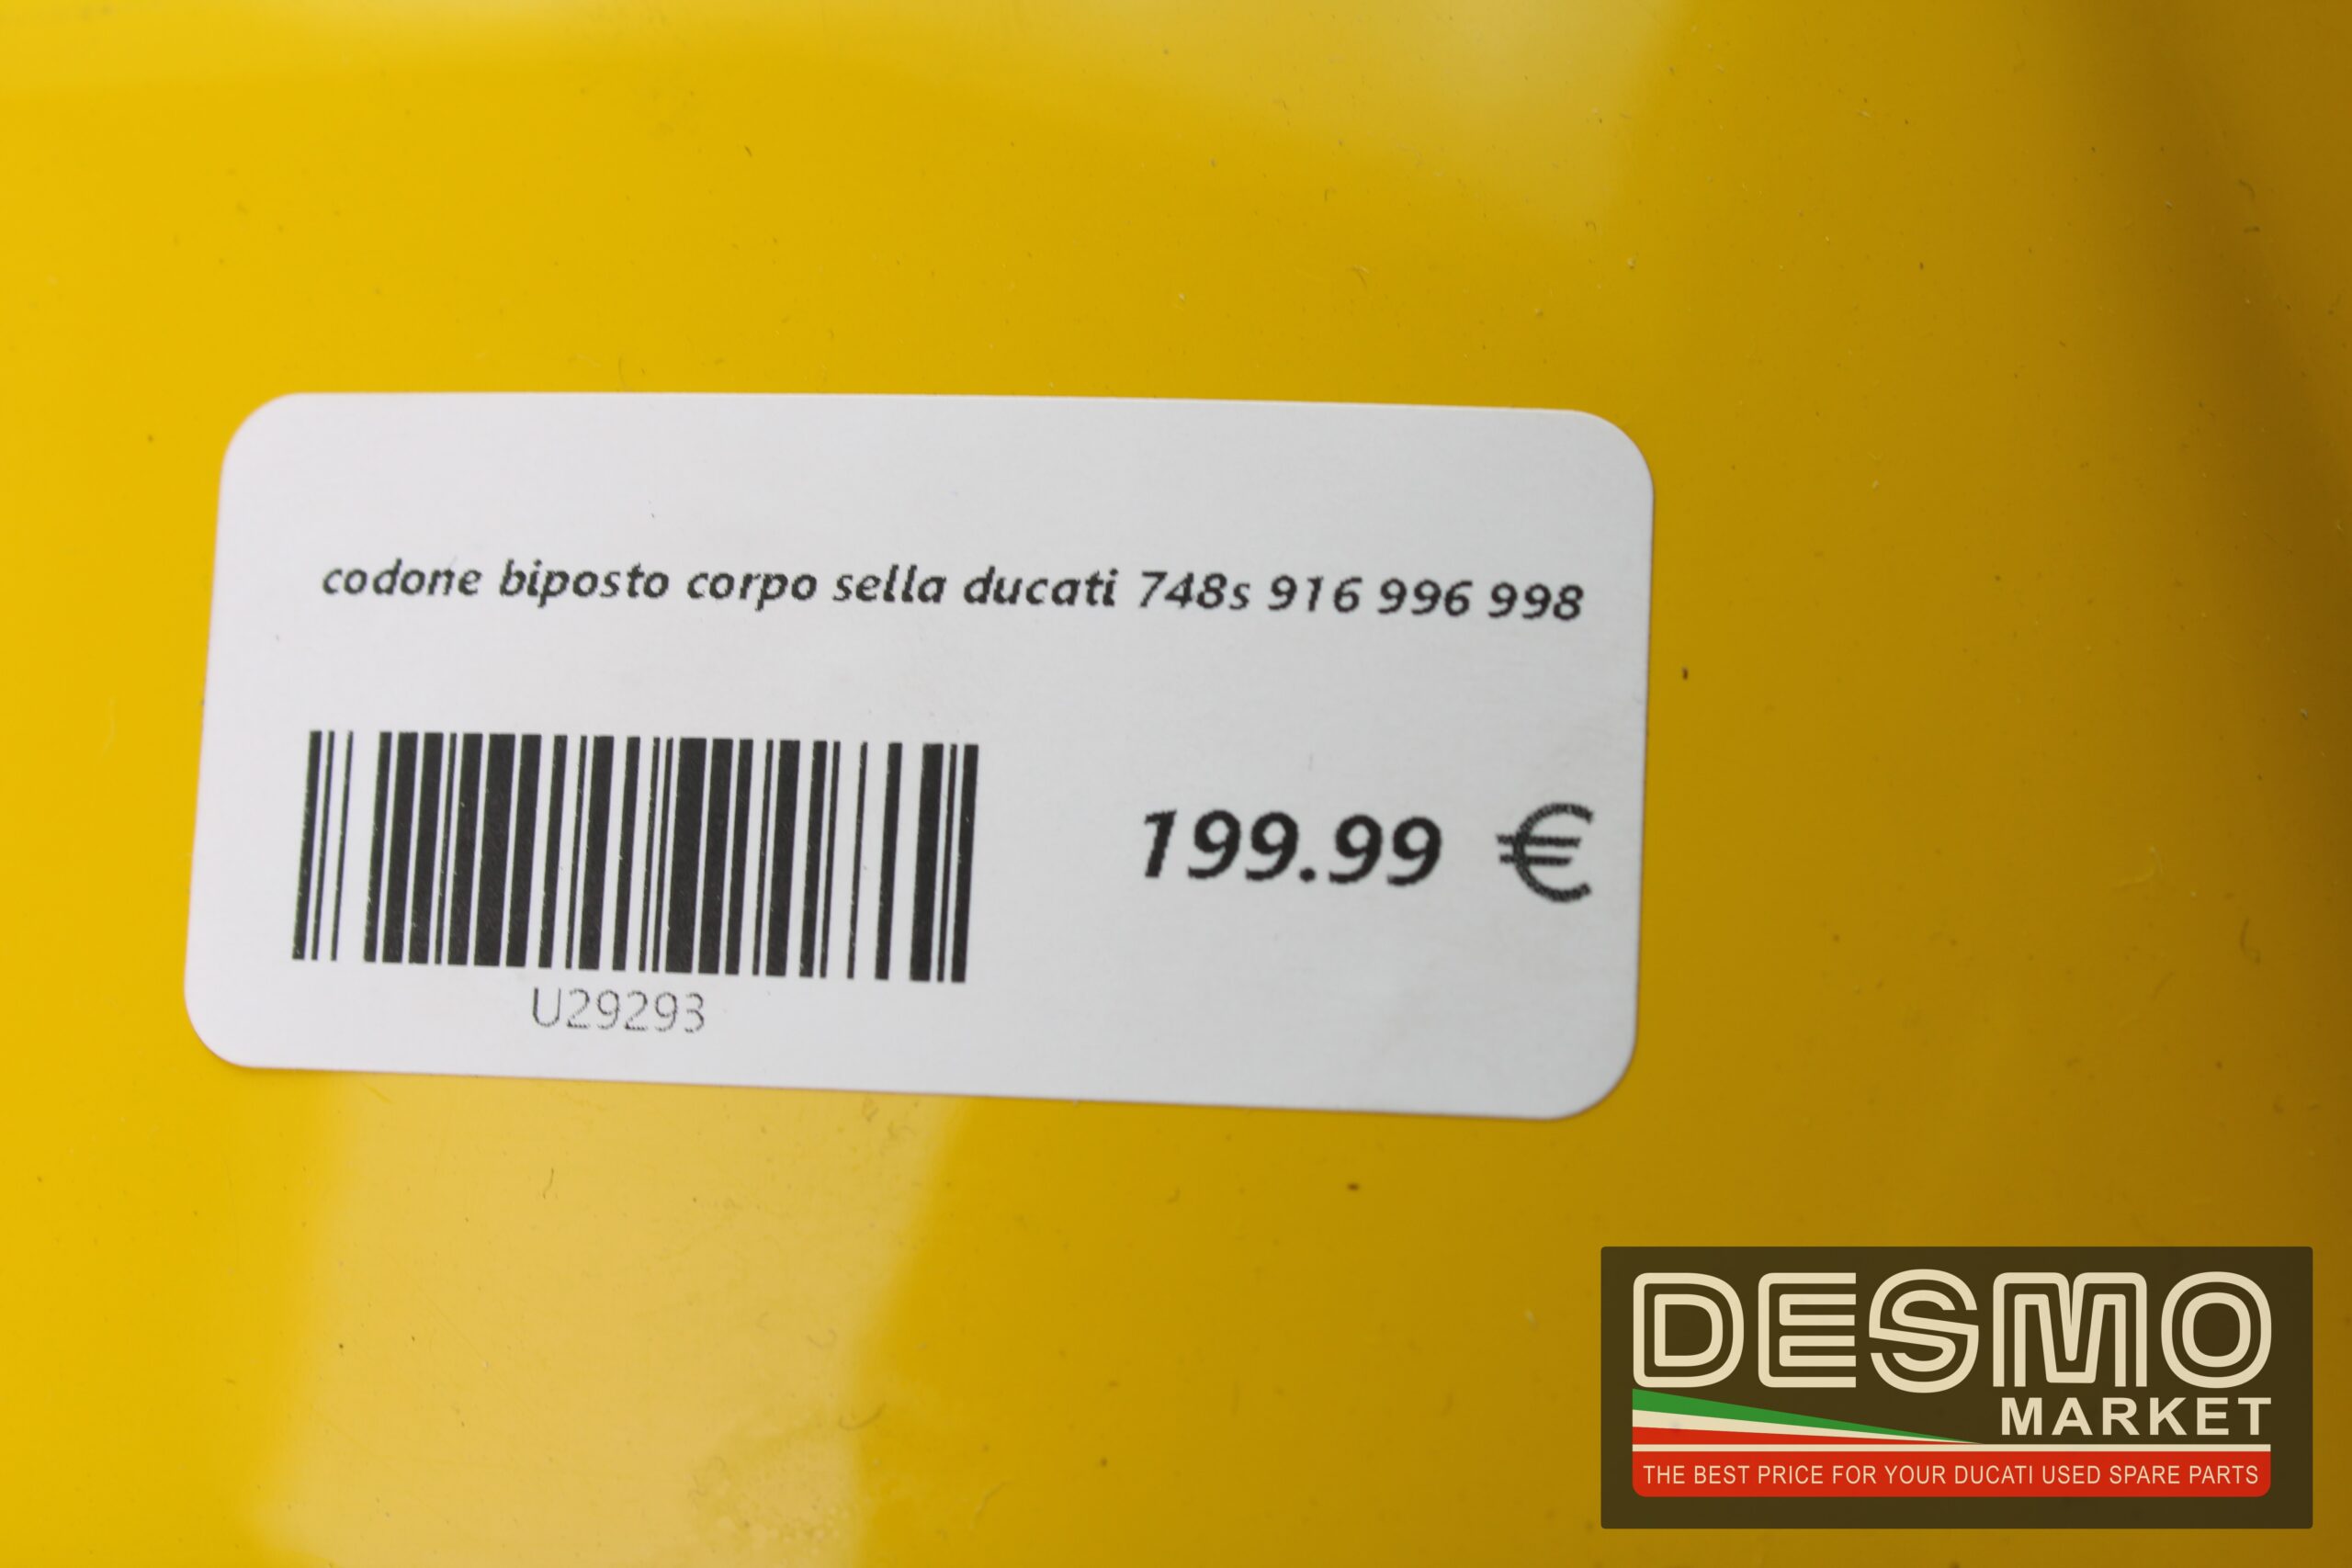 codone biposto corpo sella ducati 748s 916 996 998
199.99 €
U29293
DESMO
MARKET
THE BEST PRICE FOR YOUR DUCATI USED SPARE PARTS